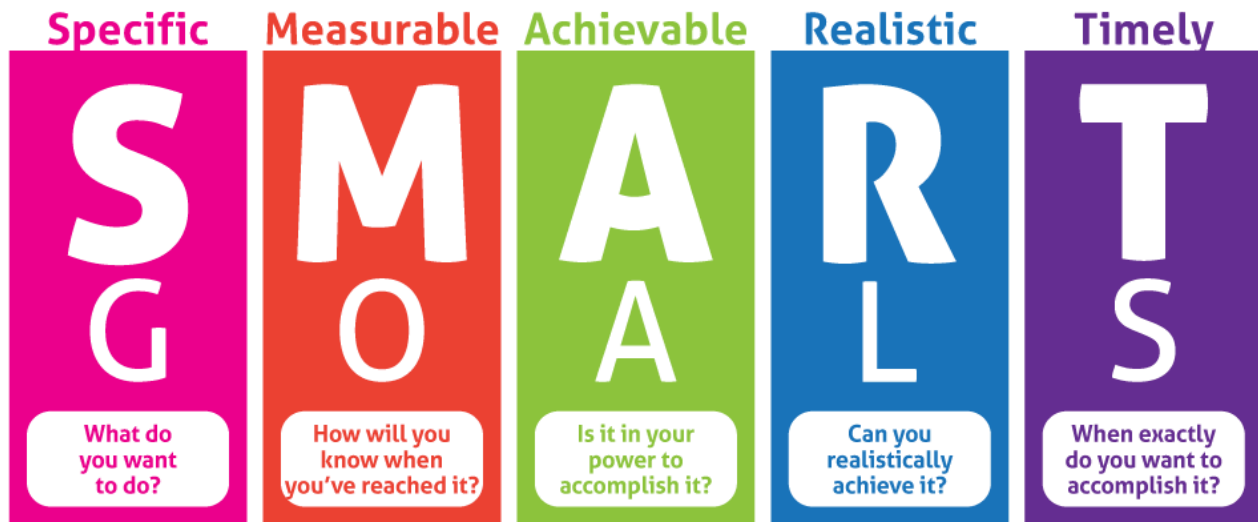 Specific Measurable Achievable Realistic Timely
S M A R T
G O A L S
What do
you want
to do?
How will you
know when
you've reached it?
Is it in your
power to
accomplish it?
Can you
realistically
achieve it?
When exactly
do you want to
accomplish it?